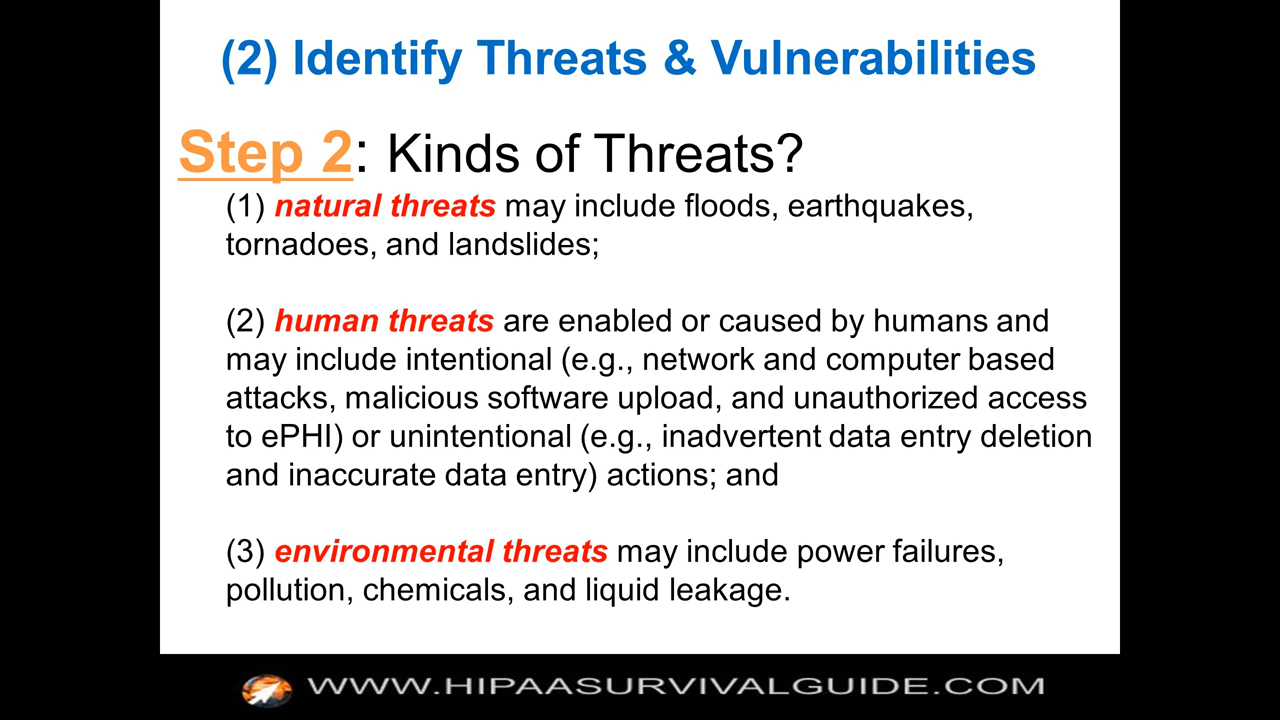 (2) Identify Threats & Vulnerabilities
Step 2: Kinds of Threats?
(1) natural threats may include floods, earthquakes,
tornadoes, and landslides;
(2) human threats are enabled or caused by humans and
may include intentional (e.g., network and computer based
attacks, malicious software upload, and unauthorized access
to ePHI) or unintentional (e.g., inadvertent data entry deletion
and inaccurate data entry) actions; and
(3) environmental threats may include power failures,
pollution, chemicals, and liquid leakage.
WWW.HIPAASURVIVALGUIDE.COM